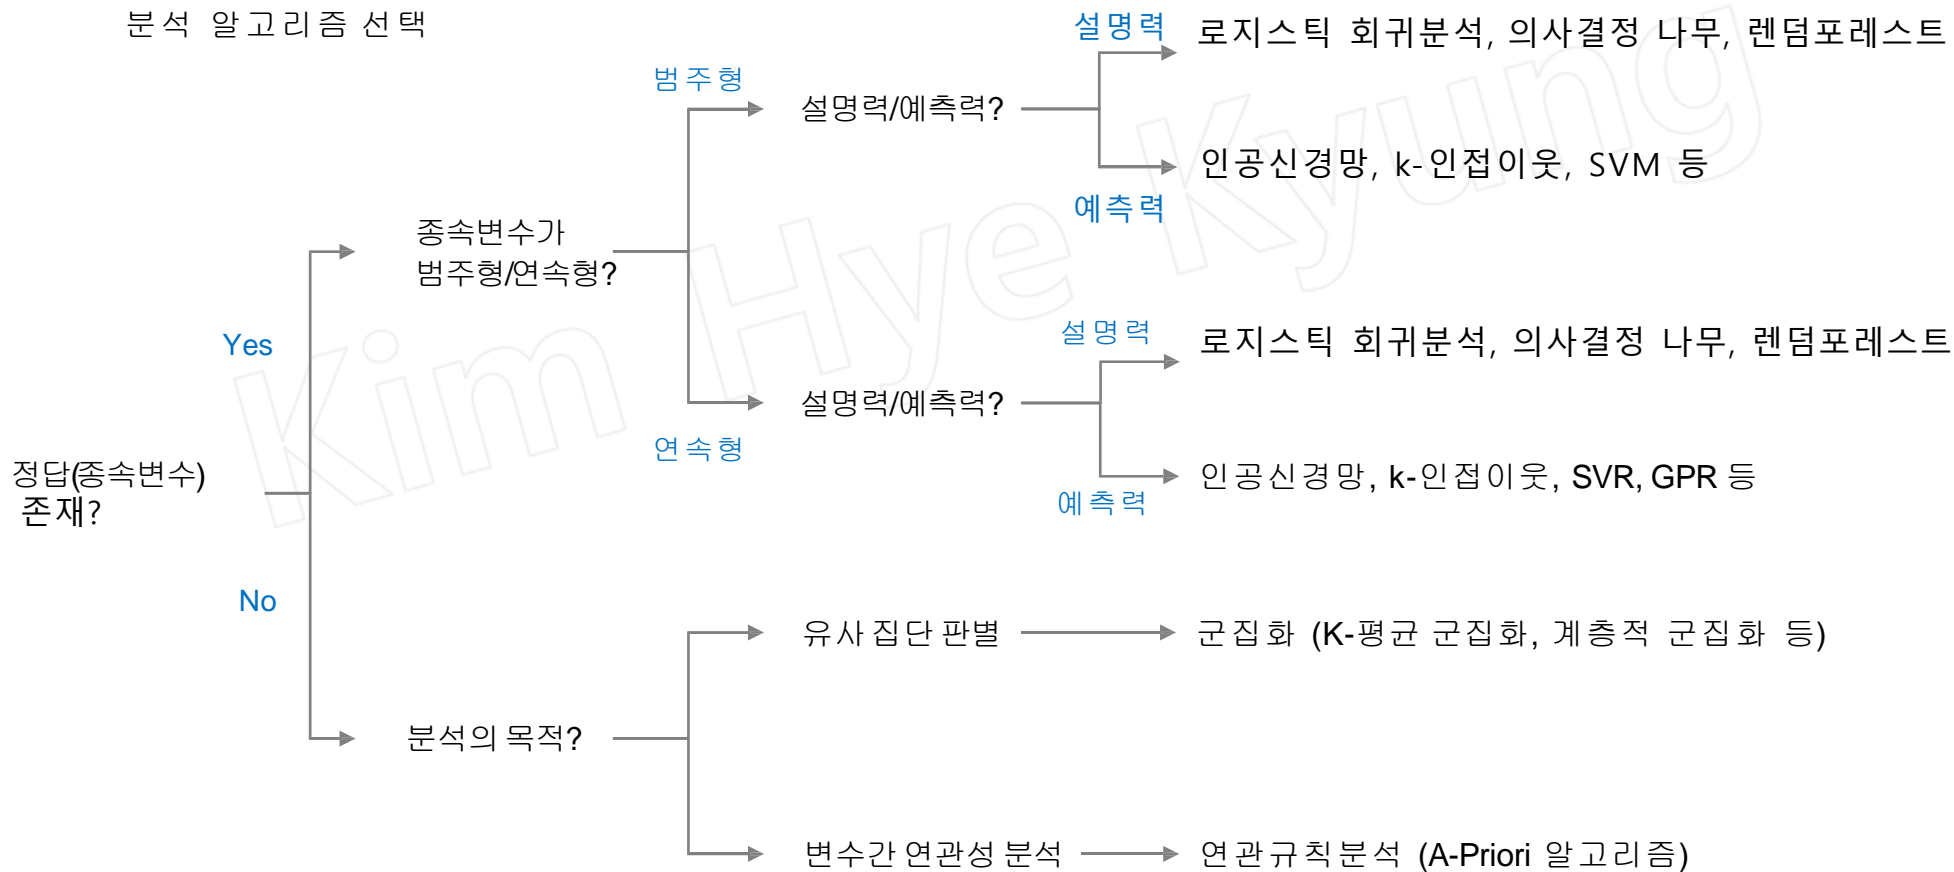 분석 알고리즘 선택
설명력
로지스틱 회귀분석, 의사결정 나무, 렌덤포레스트
범주형
설명력/예측력?
인공신경망, k-인접이웃, SVM 등
예측력
종속변수가
범주형/연속형?
Yes
설명력
로지스틱 회귀분석, 의사결정 나무, 렌덤포레스트
설명력/예측력?
연속형
정답(종속변수)
존재?
인공신경망, k-인접이웃, SVR, GPR 등
예측력
No
유사 집단 판별
군집화 (K-평균 군집화, 계층적 군집화 등)
분석의 목적?
변수간 연관성 분석
연관규칙분석 (A-Priori 알고리즘)
Kim Hye Kyung